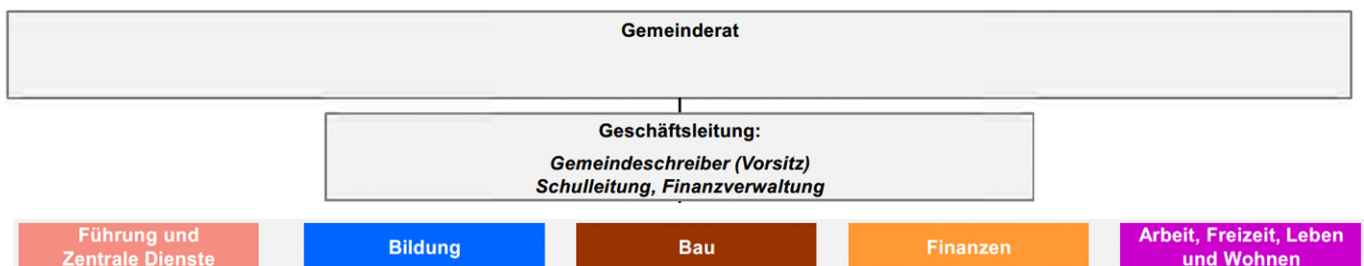 Gemeinderat
Geschäftsleitung:
Gemeindeschreiber (Vorsitz)
Schulleitung, Finanzverwaltung
Führung und
Zentrale Dienste
Bildung
Bau
Finanzen
Arbeit, Freizeit, Leben
und Wohnen